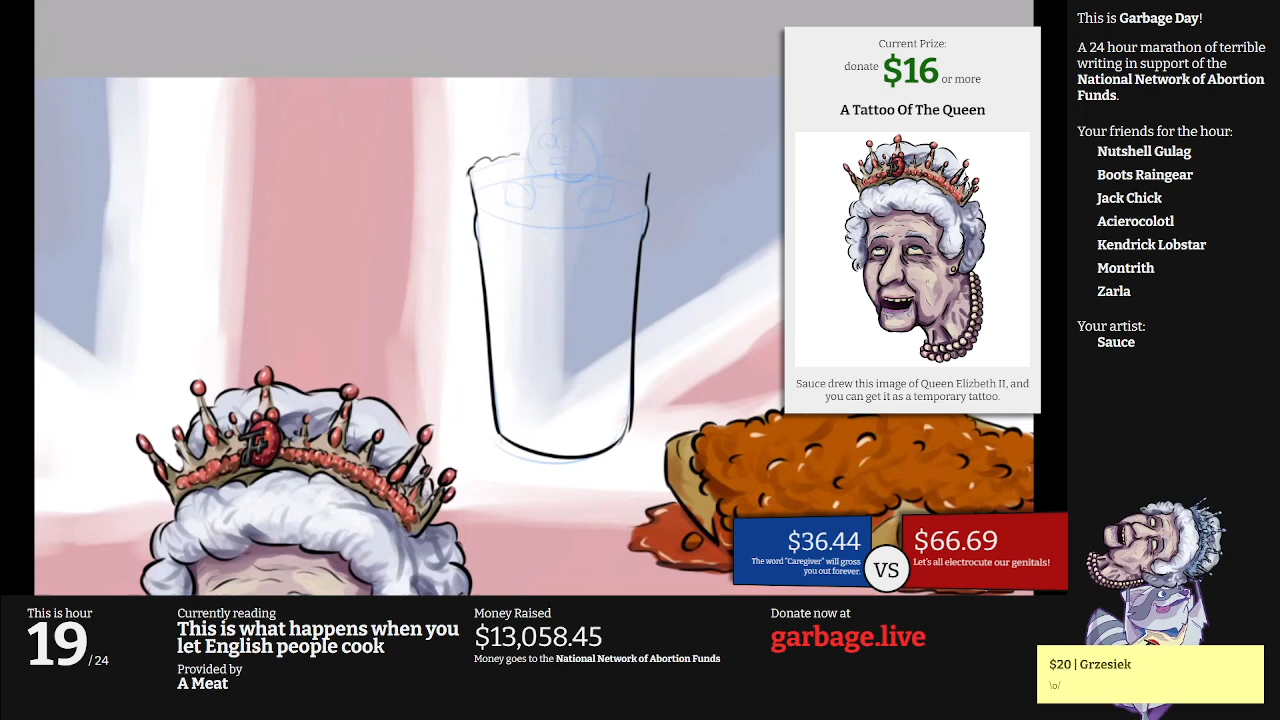 This is Garbage Day!
A 24 hour marathon of terrible
writing in support of the
National Network of Abortion
Funds.
Your friends for the hour:
Nutshell Gulag
Boots Raingear
Jack Chick
Acierocolotl
Kendrick Lobstar
Montrith
Zarla
Your artist:
Sauce
Current Prize:
donate $16 or more
A Tattoo Of The Queen
Sauce drew this image of Queen Elizbeth II, and
you can get it as a temporary tattoo.
$36.44
The word "Caregiver" will gross
you out forever.
VS
$66.69
Let's all electrocute our genitals!
This is hour
19/24
Currently reading
This is what happens when you
let English people cook
Provided by
A Meat
Money Raised
$13,058.45
Money goes to the National Network of Abortion Funds
Donate now at
garbage.live
$20 | Grzesiek
\o/